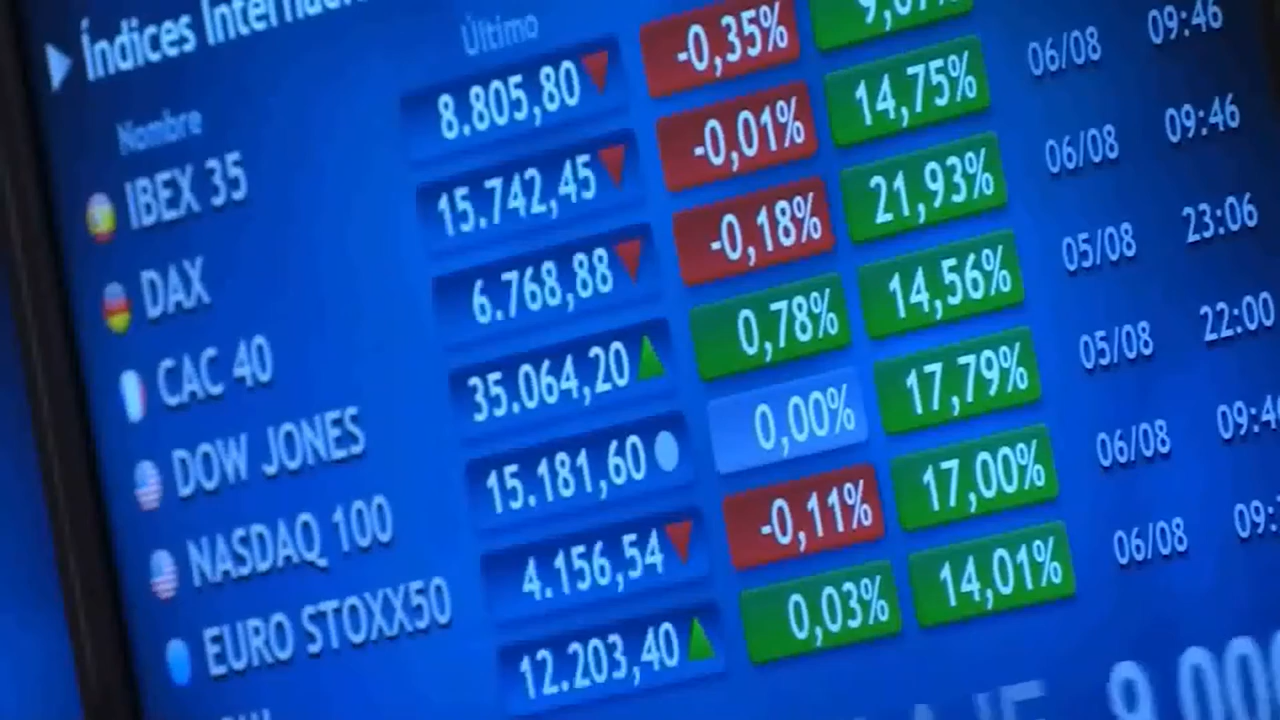 Índices
Nombre Último
IBEX 35 8.805,80 -0,35%
DAX 15.742,45 -0,01% 14,75% 06/08 09:46
CAC 40 6.768,88 -0,18% 21,93% 06/08 09:46
DOW JONES 35.064,20 0,78% 14,56% 05/08 23:06
NASDAQ 100 15.181,60 0,00% 17,79% 05/08 22:00
EURO STOXX50 4.156,54 -0,11% 17,00% 06/08 09:4
12.203,40 0,03% 14,01% 06/08 09: